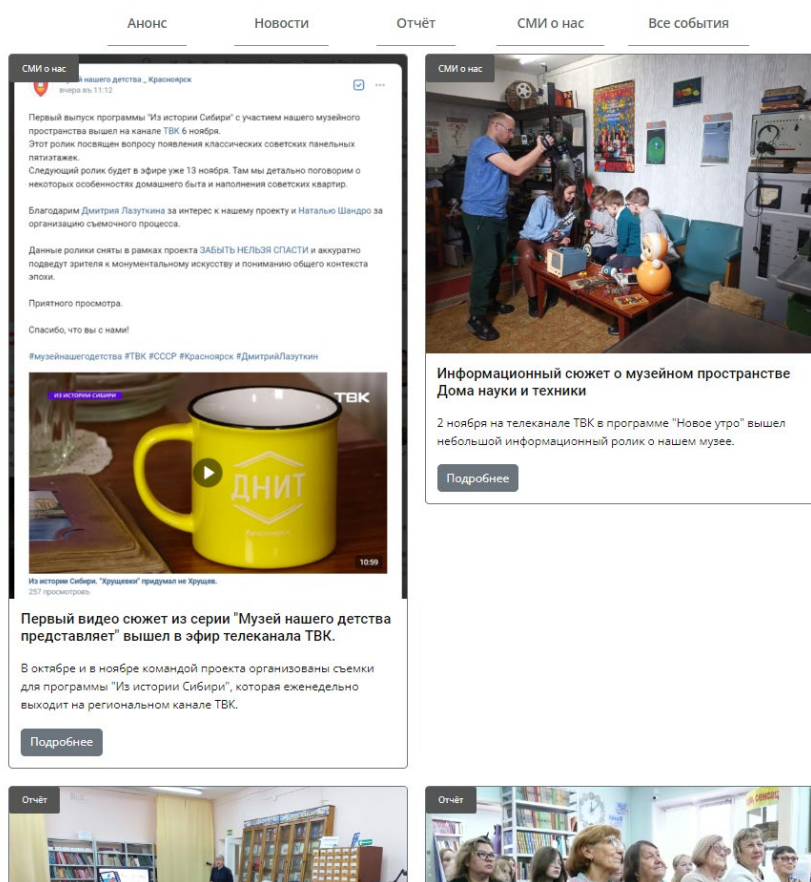 Анонс
Новости
Отчёт
СМИ о нас
Все события
СМИ о нас
нашего детства _ Красноярск
вчера въ 11:12
Первый выпуск программы "Из истории Сибири" с участием нашего музейного
пространства вышел на канале ТВК 6 ноября.
Этот ролик посвящен вопросу появления классических советских панельных
пятиэтажек.
Следующий ролик будет в эфире уже 13 ноября. Там мы детально поговорим о
некоторых особенностях домашнего быта и наполнения советских квартир.
Благодарим Дмитрия Лазуткина за интерес к нашему проекту и Наталью Шандро за
организацию съемочного процесса.
Данные ролики сняты в рамках проекта ЗАБЫТЬ НЕЛЬЗЯ СПАСТИ и аккуратно
подведут зрителя к монументальному искусству и пониманию общего контекста
эпохи.
Приятного просмотра.
Спасибо, что вы с нами!
#музейнашегодетства #ТВК #СССР #Красноярск #ДмитрийЛазуткин
ИЗ ИСТОРИИ СИБИРИ
ТВК
ДНИТ
Красноярск
10:59
Из истории Сибири. "Хрущевки" придумал не Хрущев.
257 просмотровъ
Первый видео сюжет из серии "Музей нашего детства
представляет" вышел в эфир телеканала ТВК.
В октябре и в ноябре командой проекта организованы съемки
для программы "Из истории Сибири", которая еженедельно
выходит на региональном канале ТВК.
Подробнее
СМИ о нас
Информационный сюжет о музейном пространстве
Дома науки и техники
2 ноября на телеканале ТВК в программе "Новое утро" вышел
небольшой информационный ролик о нашем музее.
Подробнее
Отчёт
Отчёт